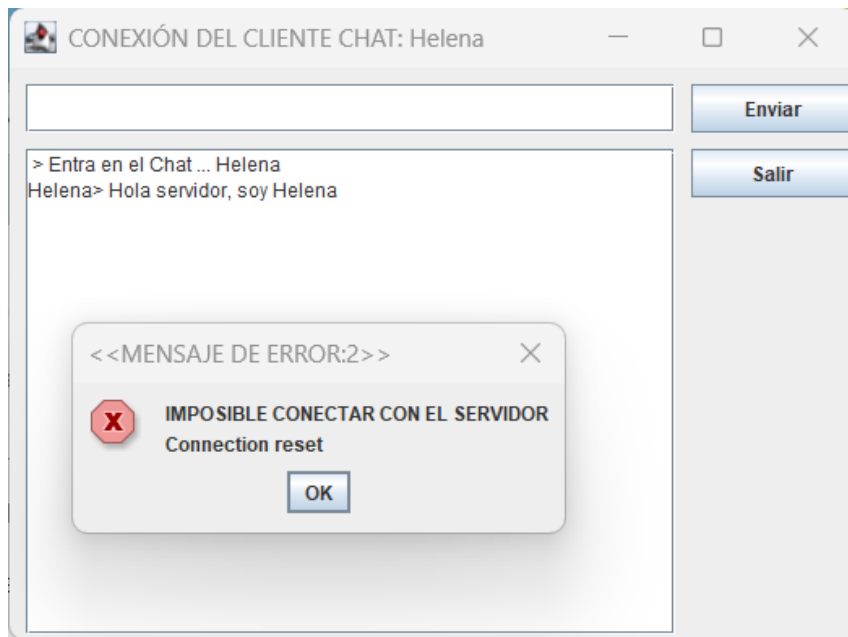 CONEXIÓN DEL CLIENTE CHAT: Helena
Enviar
> Entra en el Chat ... Helena
Helena> Hola servidor, soy Helena
Salir
<<MENSAJE DE ERROR:2>>
IMPOSIBLE CONECTAR CON EL SERVIDOR
Connection reset
OK